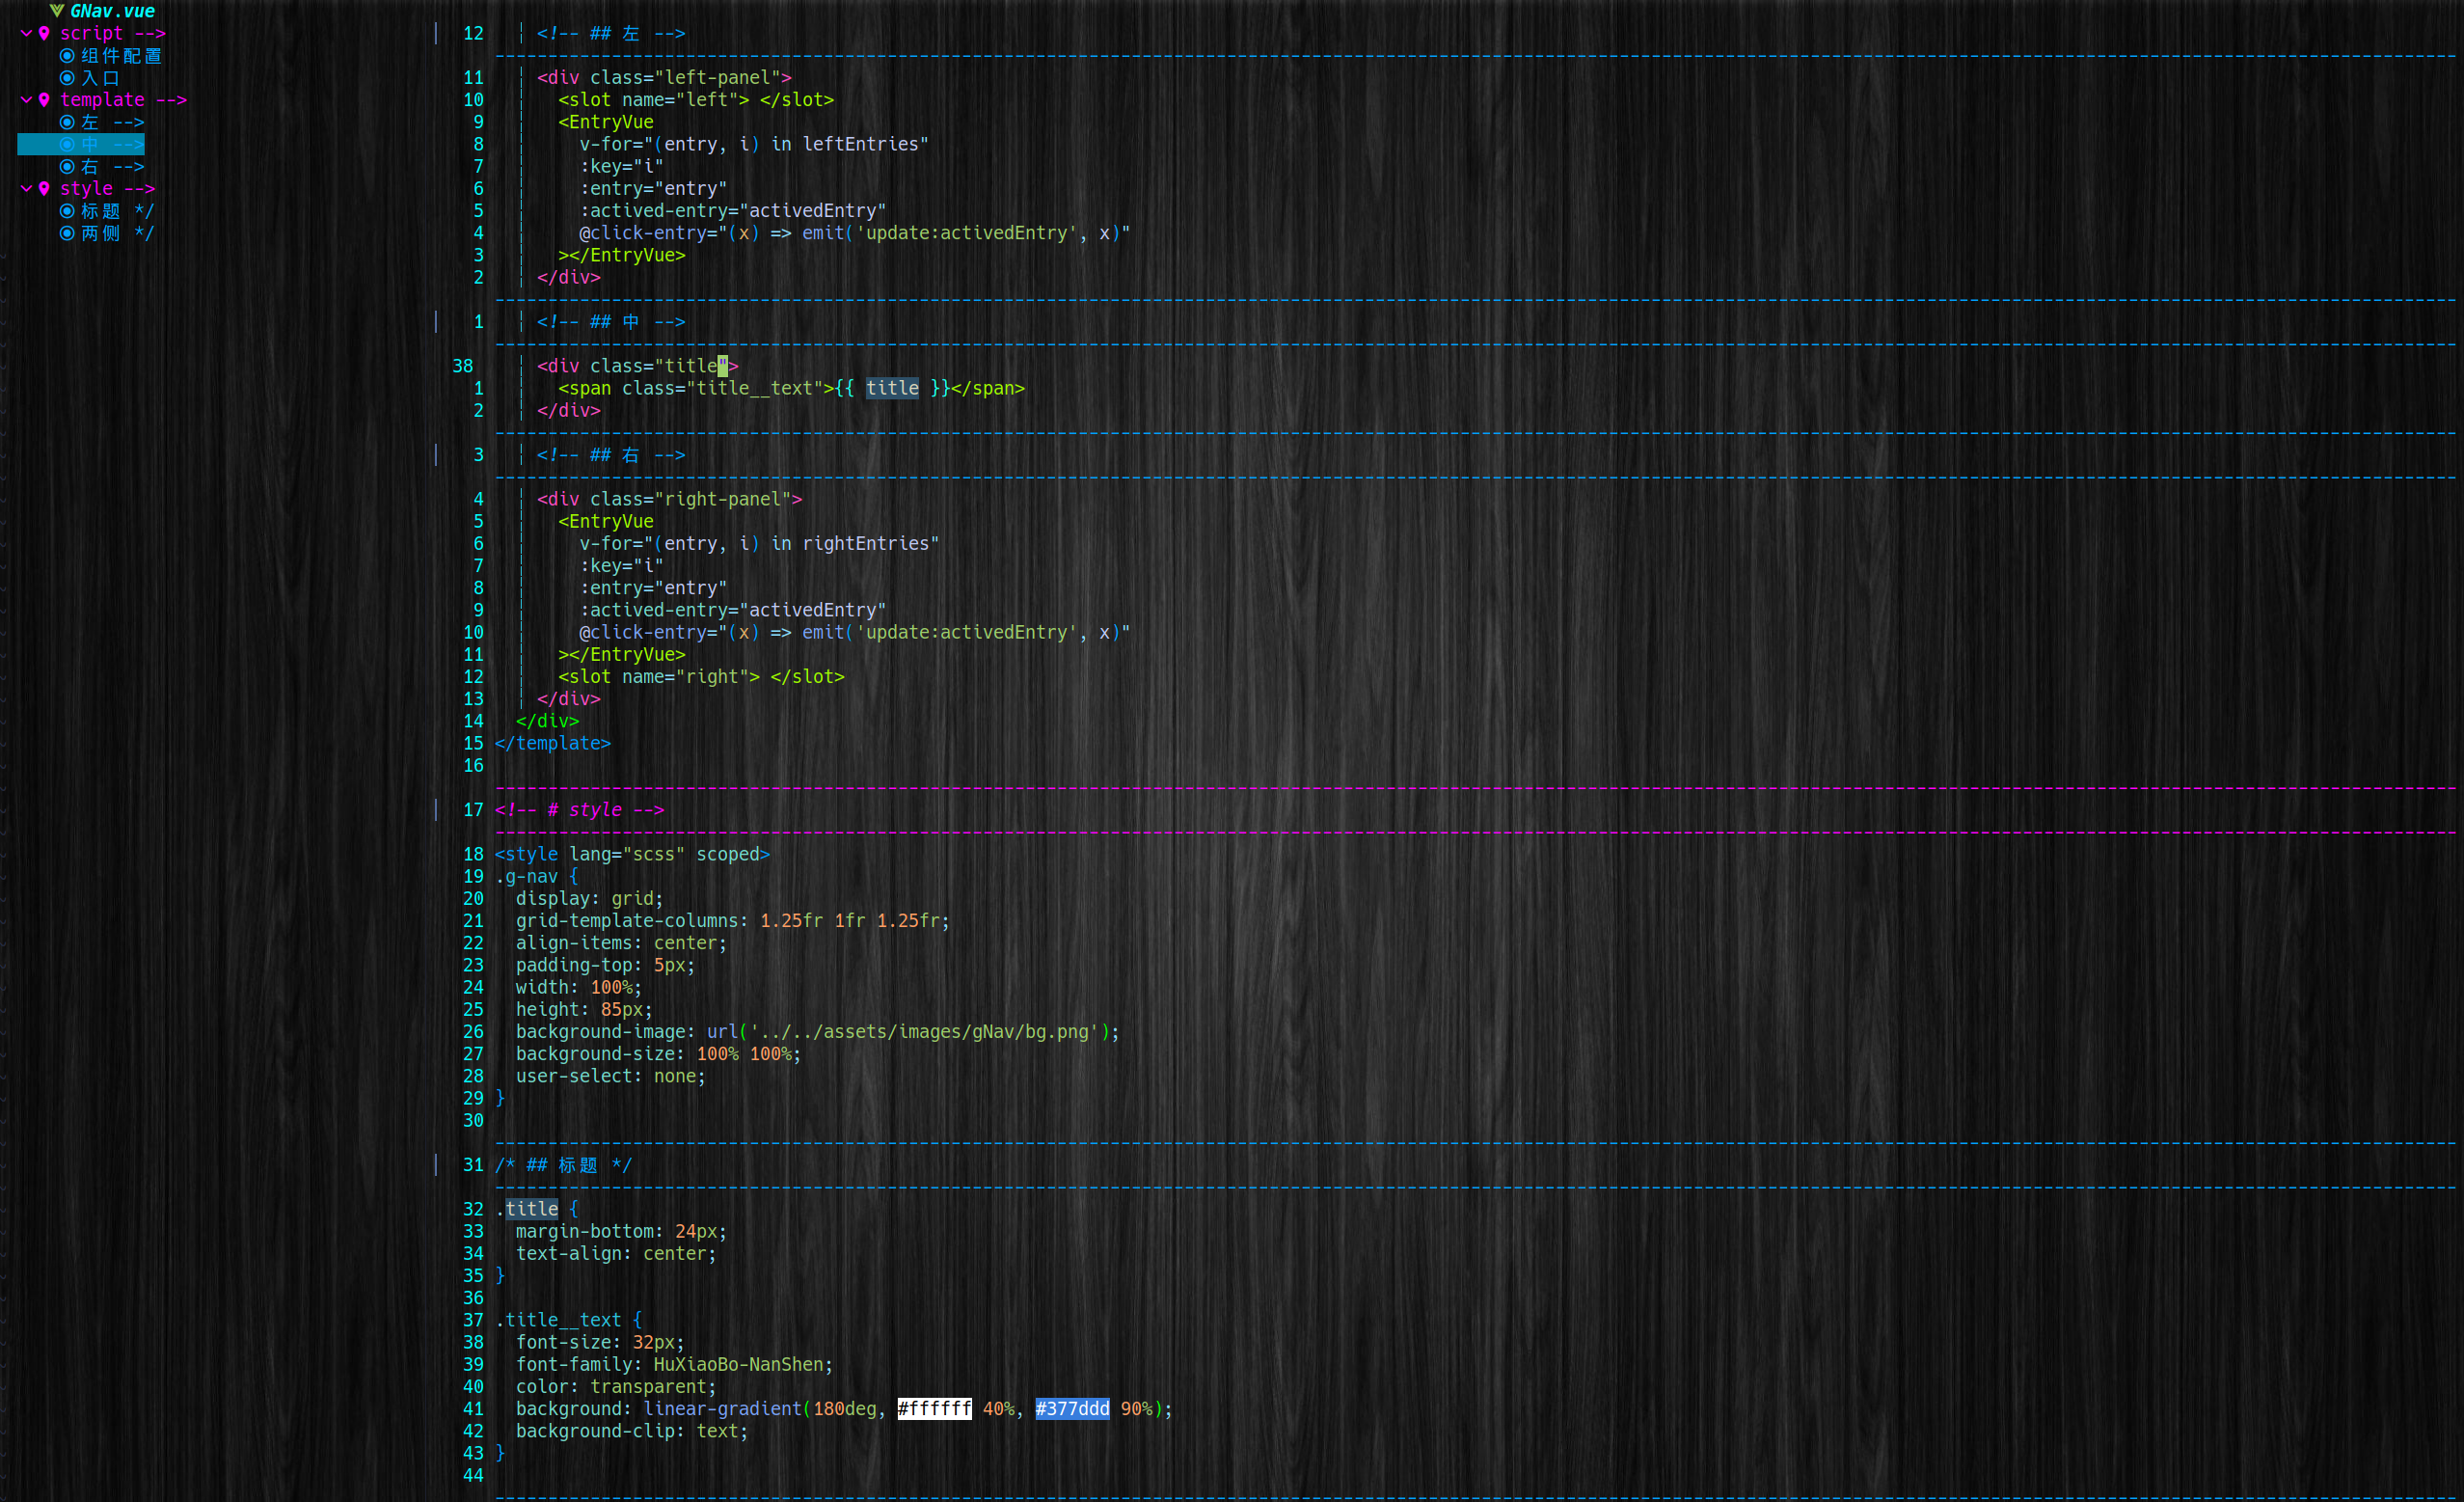 GNav.vue
script -->
组件配置
入口
template -->
左 -->
中 -->
右 -->
style -->
标题 */
两侧 */
12 <!-- ## 左 -->
11 <div class="left-panel">
10 <slot name="left"> </slot>
9 <EntryVue
8 v-for="(entry, i) in leftEntries"
7 :key="i"
6 :entry="entry"
5 :actived-entry="activedEntry"
4 @click-entry="(x) => emit('update:activedEntry', x)"
3 ></EntryVue>
2 </div>
1 <!-- ## 中 -->
38 <div class="title">
1 <span class="title__text">{{ title }}</span>
2 </div>
3 <!-- ## 右 -->
4 <div class="right-panel">
5 <EntryVue
6 v-for="(entry, i) in rightEntries"
7 :key="i"
8 :entry="entry"
9 :actived-entry="activedEntry"
10 @click-entry="(x) => emit('update:activedEntry', x)"
11 ></EntryVue>
12 <slot name="right"> </slot>
13 </div>
14 </div>
15 </template>
16
17 <!-- # style -->
18 <style lang="scss" scoped>
19 .g-nav {
20 display: grid;
21 grid-template-columns: 1.25fr 1fr 1.25fr;
22 align-items: center;
23 padding-top: 5px;
24 width: 100%;
25 height: 85px;
26 background-image: url('../../assets/images/gNav/bg.png');
27 background-size: 100% 100%;
28 user-select: none;
29 }
30
31 /* ## 标题 */
32 .title {
33 margin-bottom: 24px;
34 text-align: center;
35 }
36
37 .title__text {
38 font-size: 32px;
39 font-family: HuXiaoBo-NanShen;
40 color: transparent;
41 background: linear-gradient(180deg, #ffffff 40%, #377ddd 90%);
42 background-clip: text;
43 }
44